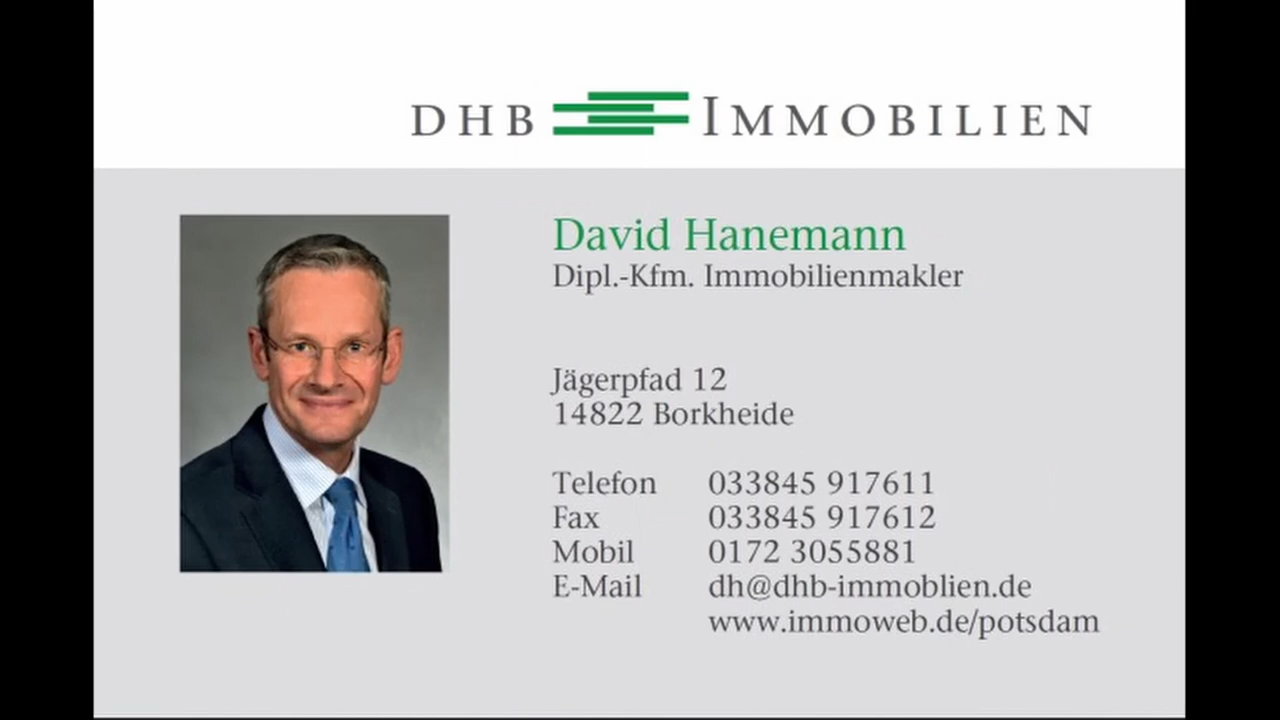 DHB IMMOBILIEN
David Hanemann
Dipl.-Kfm. Immobilienmakler
Jägerpfad 12
14822 Borkheide
Telefon 033845 917611
Fax 033845 917612
Mobil 0172 3055881
E-Mail dh@dhb-immoblien.de
www.immoweb.de/potsdam